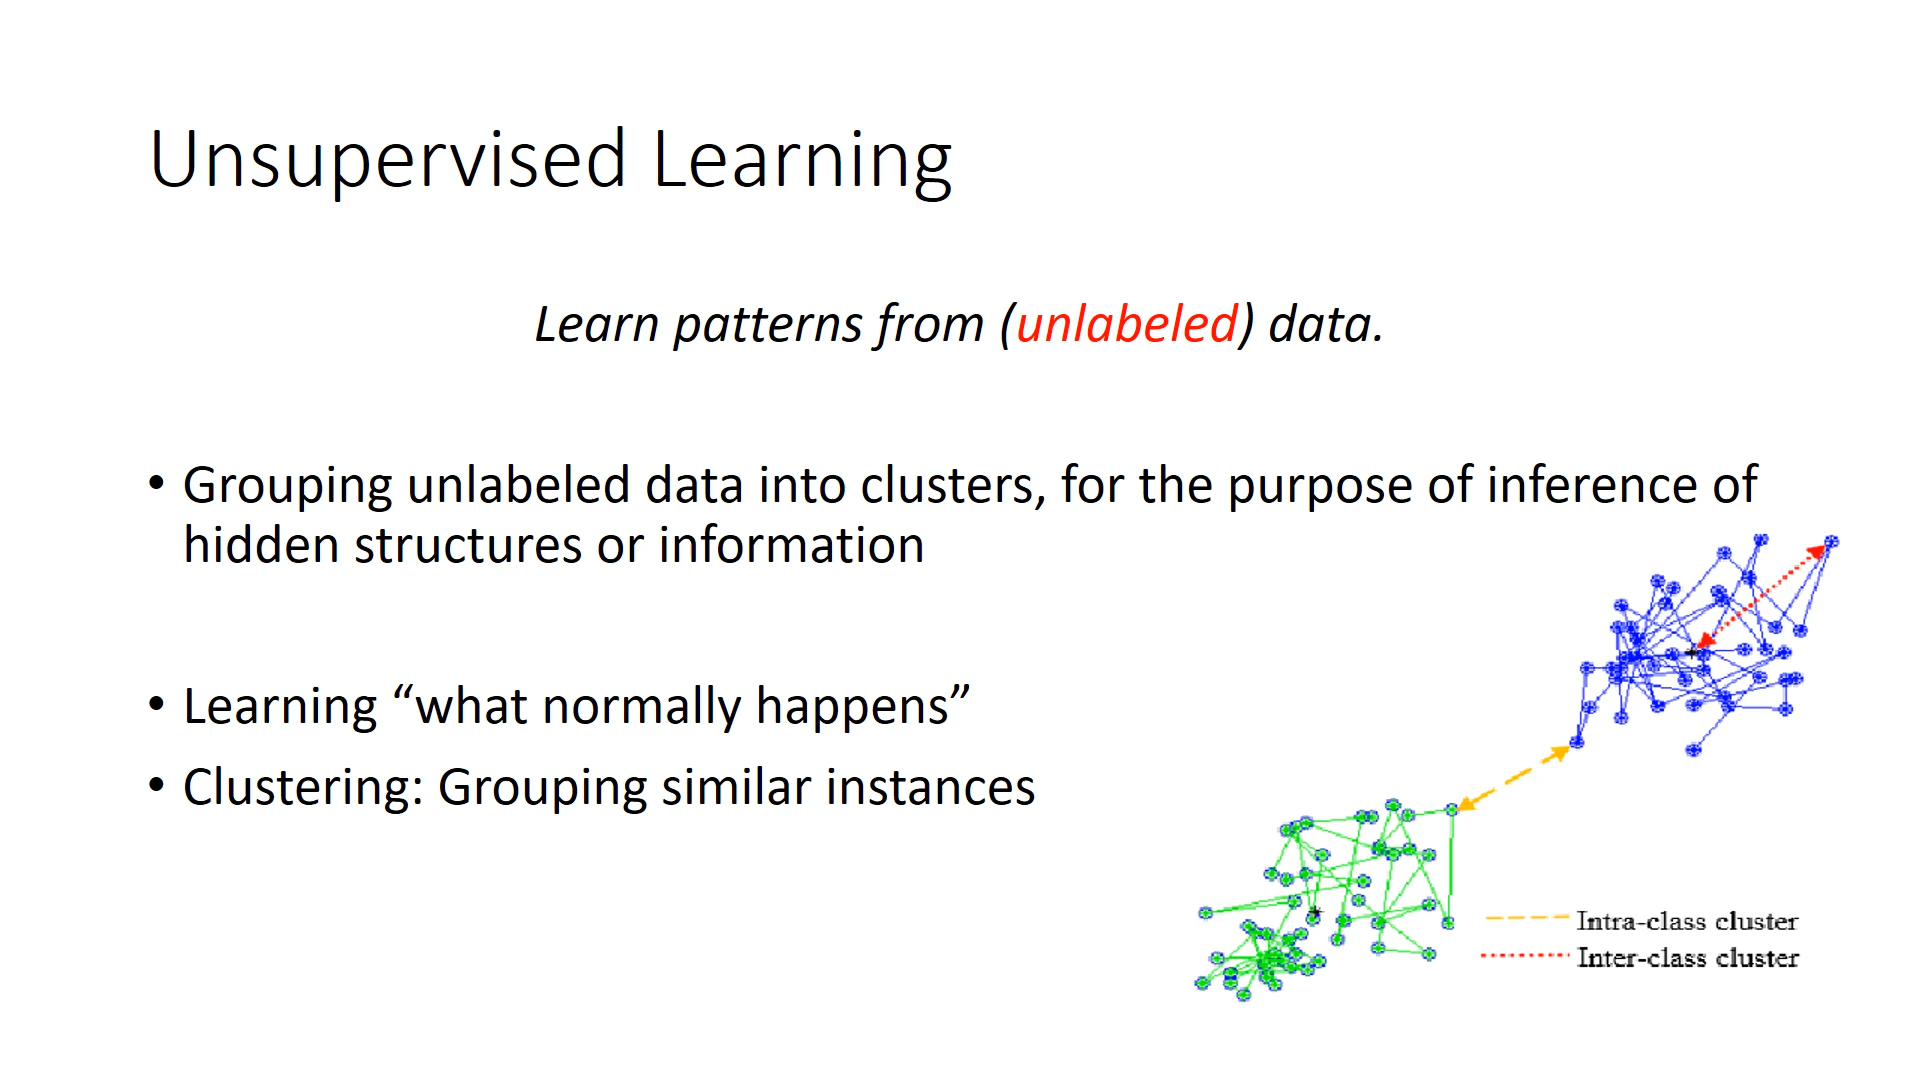 Unsupervised Learning
Learn patterns from (unlabeled) data.
• Grouping unlabeled data into clusters, for the purpose of inference of
hidden structures or information
• Learning “what normally happens”
• Clustering: Grouping similar instances
Intra-class cluster
Inter-class cluster